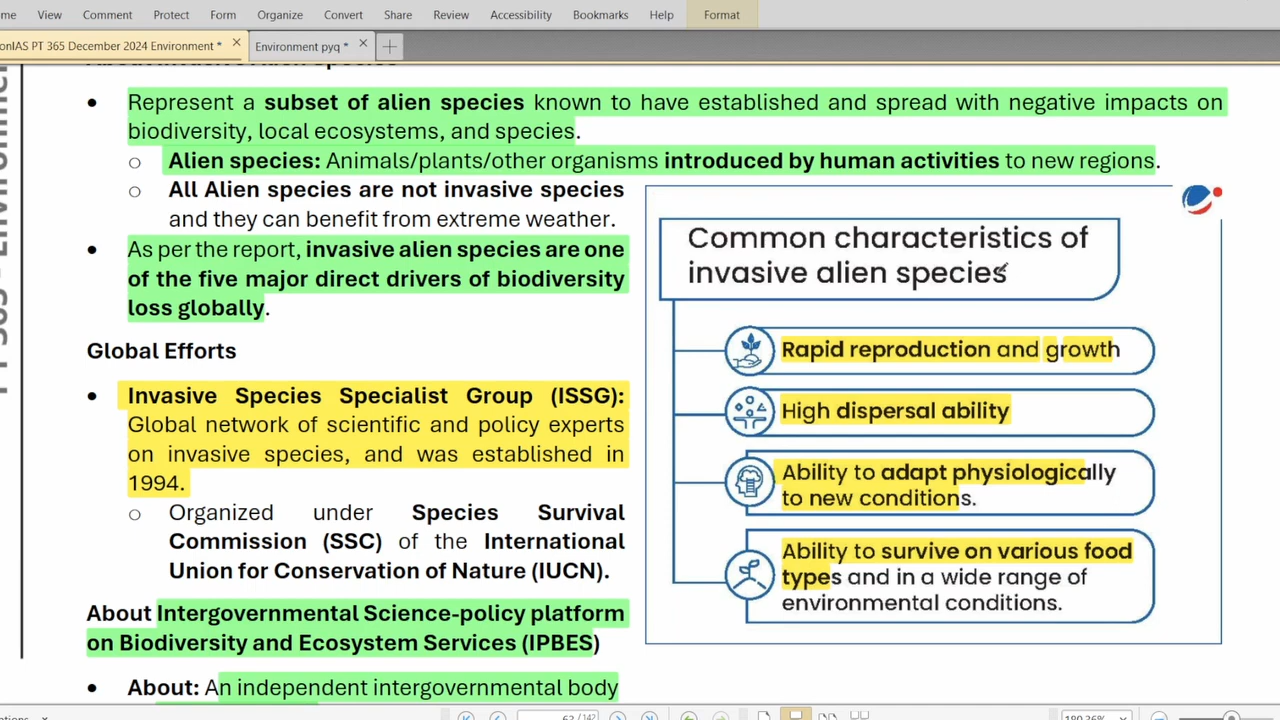 me View Comment Protect Form Organize Convert Share Review Accessibility Bookmarks Help Format
onIAS PT 365 December 2024 Environment * × Environment pyq * ×
• Represent a subset of alien species known to have established and spread with negative impacts on
biodiversity, local ecosystems, and species.
○ Alien species: Animals/plants/other organisms introduced by human activities to new regions.
○ All Alien species are not invasive species
and they can benefit from extreme weather.
• As per the report, invasive alien species are one
of the five major direct drivers of biodiversity
loss globally.
Global Efforts
• Invasive Species Specialist Group (ISSG):
Global network of scientific and policy experts
on invasive species, and was established in
1994.
○ Organized under Species Survival
Commission (SSC) of the International
Union for Conservation of Nature (IUCN).
About Intergovernmental Science-policy platform
on Biodiversity and Ecosystem Services (IPBES)
• About: An independent intergovernmental body
Common characteristics of
invasive alien species
Rapid reproduction and growth
High dispersal ability
Ability to adapt physiologically
to new conditions.
Ability to survive on various food
types and in a wide range of
environmental conditions.